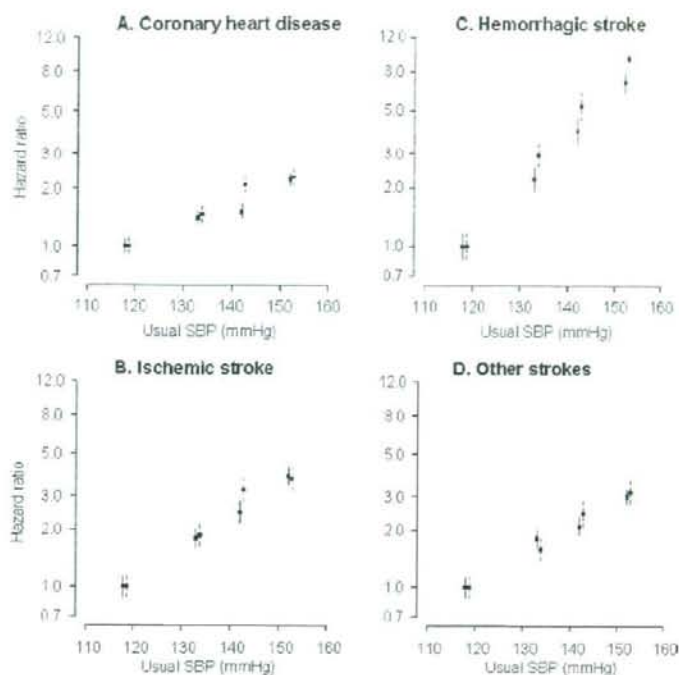 A. Coronary heart disease
12.0
8.0
5.0
3.0
2.0
1.0
0.7
Hazard ratio
110 120 130 140 150 160
Usual SBP (mmHg)
C. Hemorrhagic stroke
12.0
8.0
5.0
3.0
2.0
1.0
0.7
110 120 130 140 150 160
Usual SBP (mmHg)
B. Ischemic stroke
12.0
8.0
5.0
3.0
2.0
1.0
0.7
Hazard ratio
110 120 130 140 150 160
Usual SBP (mmHg)
D. Other strokes
12.0
8.0
5.0
3.0
2.0
1.0
0.7
110 120 130 140 150 160
Usual SBP (mmHg)